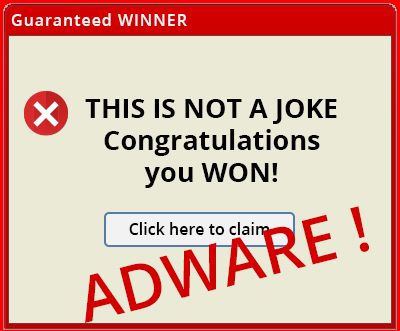 Guaranteed WINNER
THIS IS NOT A JOKE
Congratulations
you WON!
Click here to claim
ADWARE !